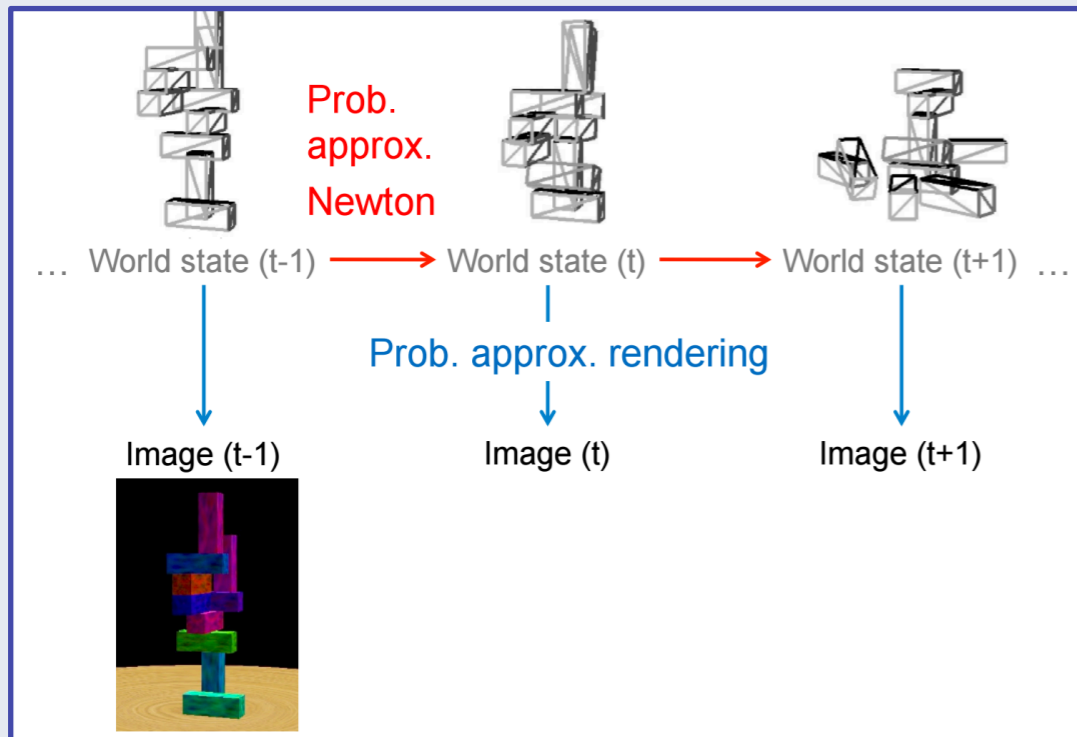 Prob.
approx.
Newton
… World state (t-1) World state (t) World state (t+1) …
Prob. approx. rendering
Image (t-1) Image (t) Image (t+1)